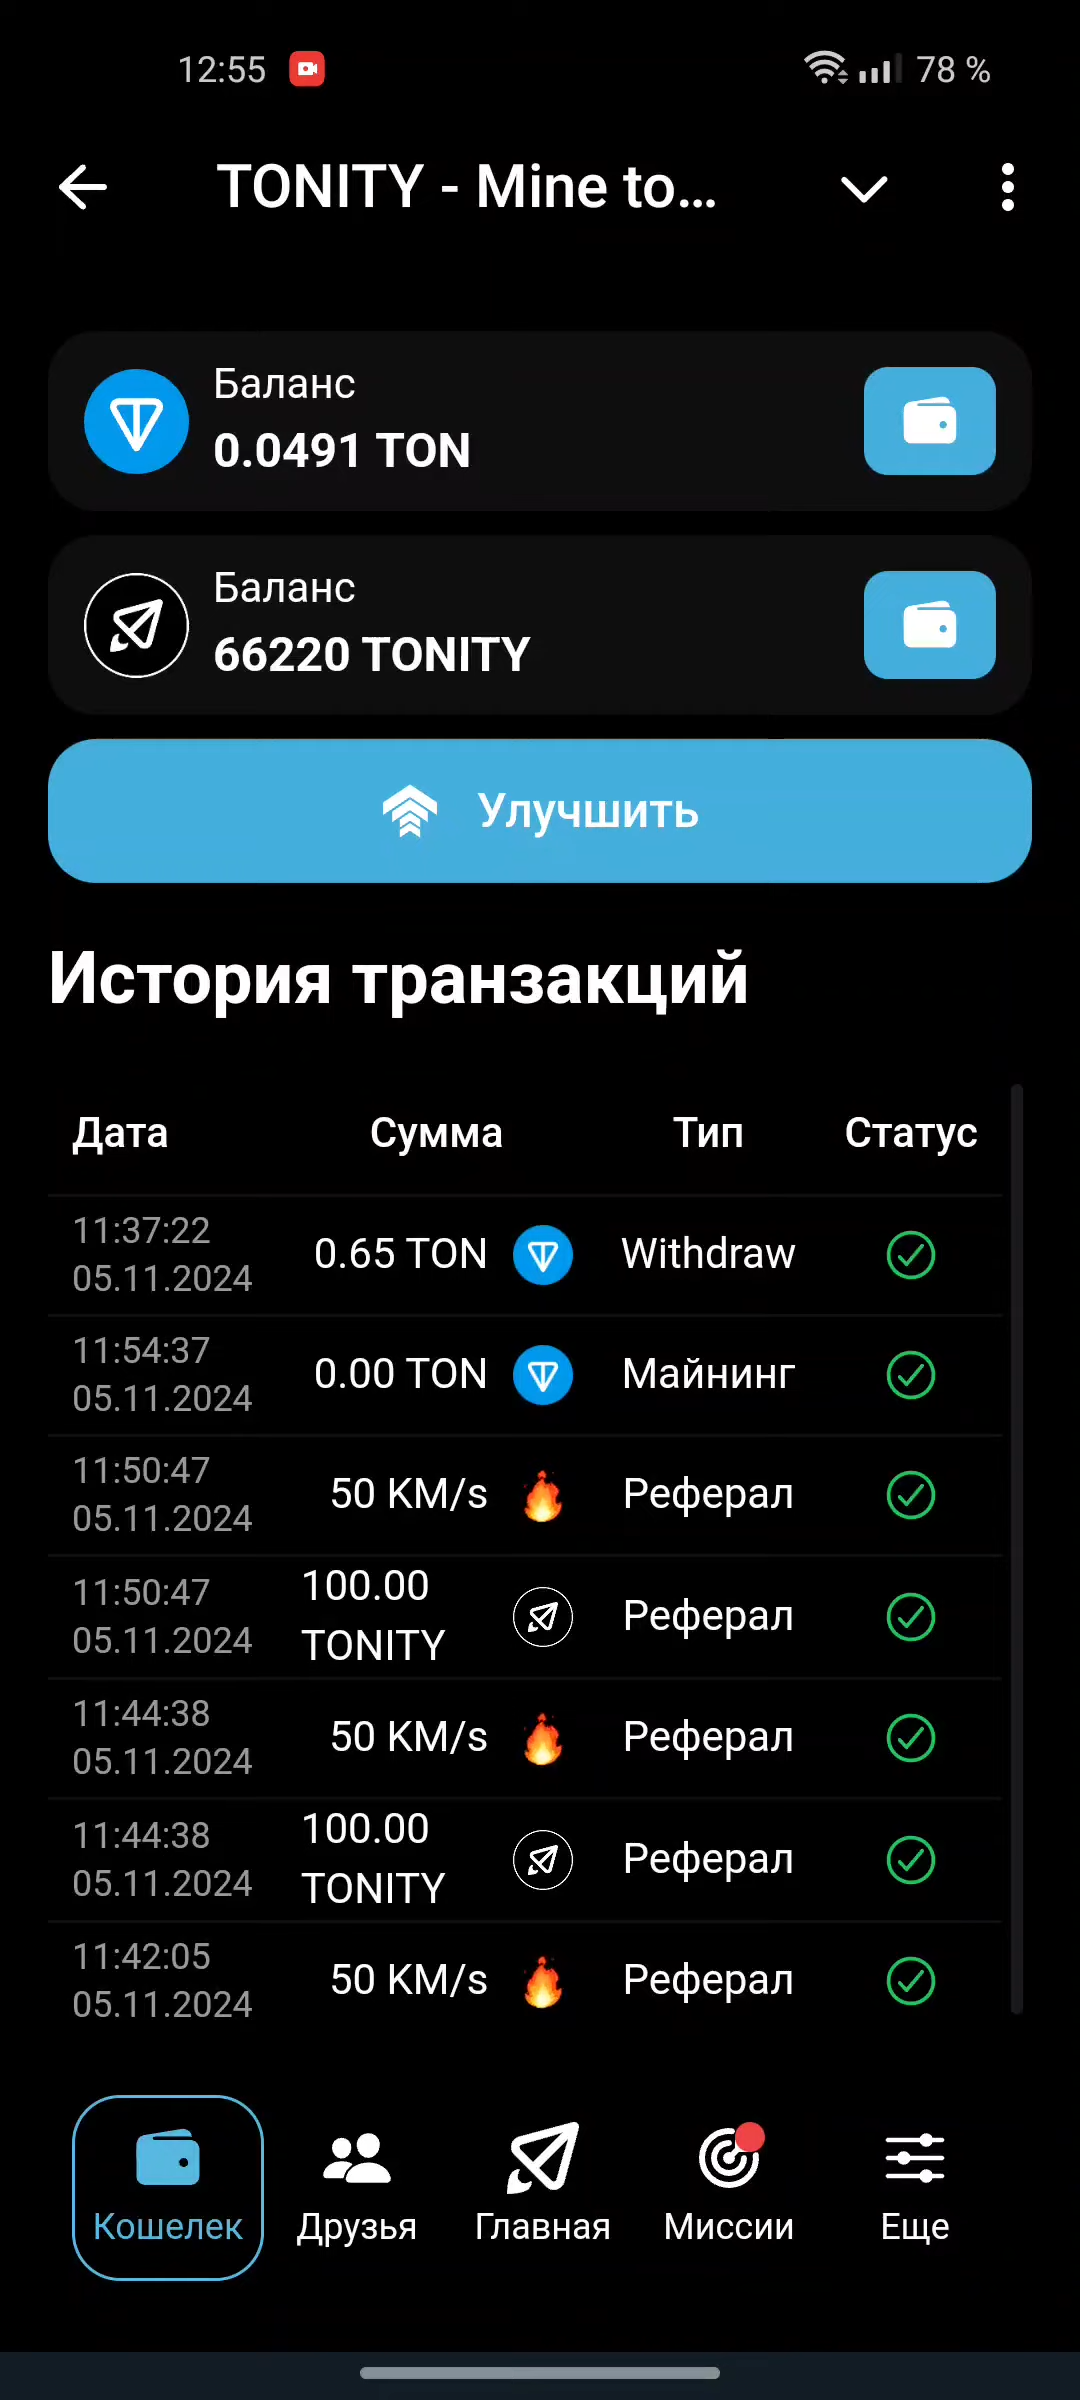 12:55
78 %
TONITY - Mine to...
Баланс
0.0491 TON
Баланс
66220 TONITY
Улучшить
История транзакций
Дата Сумма Тип Статус
11:37:22
05.11.2024
0.65 TON
Withdraw
11:54:37
05.11.2024
0.00 TON
Майнинг
11:50:47
05.11.2024
50 KM/s
Реферал
11:50:47
05.11.2024
100.00
TONITY
Реферал
11:44:38
05.11.2024
50 KM/s
Реферал
11:44:38
05.11.2024
100.00
TONITY
Реферал
11:42:05
05.11.2024
50 KM/s
Реферал
Кошелек Друзья Главная Миссии Еще